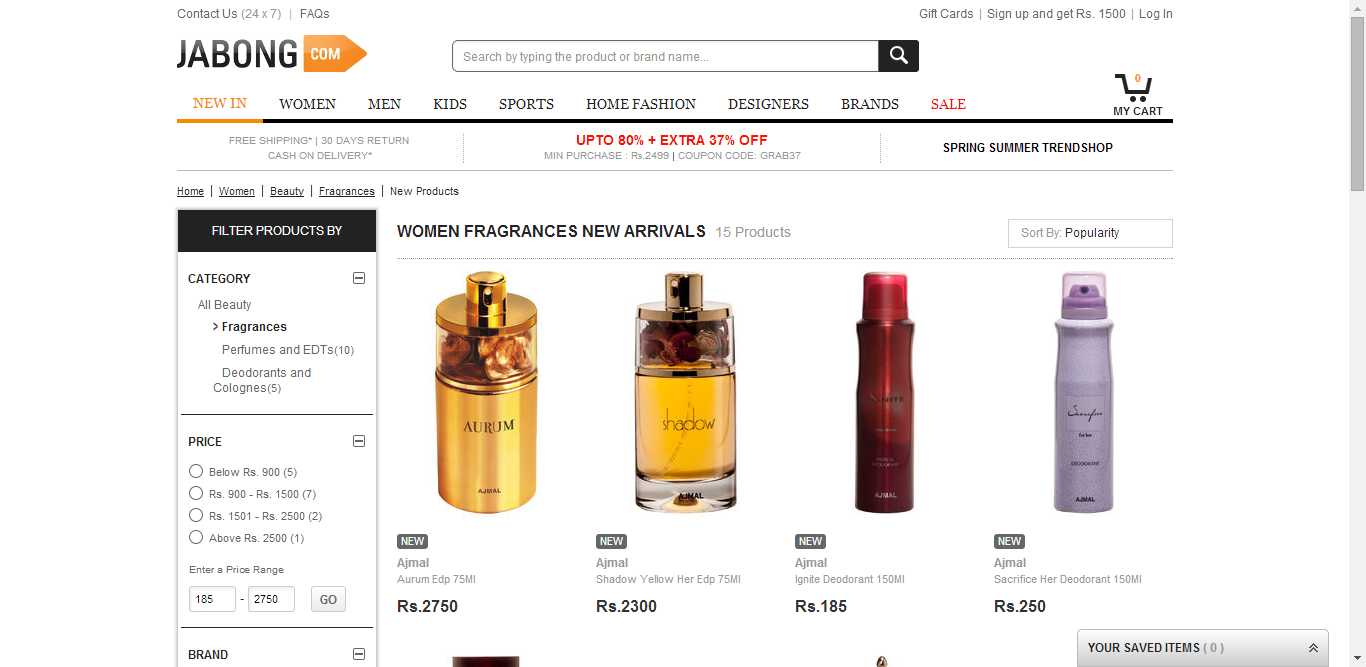 Contact Us (24 x 7) | FAQs
Gift Cards | Sign up and get Rs. 1500 | Log In
JABONG COM
Search by typing the product or brand name...
0
MY CART
NEW IN WOMEN MEN KIDS SPORTS HOME FASHION DESIGNERS BRANDS SALE
FREE SHIPPING* | 30 DAYS RETURN
CASH ON DELIVERY*
UPTO 80% + EXTRA 37% OFF
MIN PURCHASE : Rs.2499 | COUPON CODE: GRAB37
SPRING SUMMER TRENDSHOP
Home | Women | Beauty | Fragrances | New Products
FILTER PRODUCTS BY
CATEGORY
All Beauty
> Fragrances
Perfumes and EDTs(10)
Deodorants and
Colognes(5)
PRICE
Below Rs. 900 (5)
Rs. 900 - Rs. 1500 (7)
Rs. 1501 - Rs. 2500 (2)
Above Rs. 2500 (1)
Enter a Price Range
185 - 2750 GO
BRAND
WOMEN FRAGRANCES NEW ARRIVALS 15 Products
Sort By: Popularity
AURUM
AJMAL
shadow
AJMAL
AJMAL
Sacrifice
DEODORANT
AJMAL
NEW
Ajmal
Aurum Edp 75Ml
Rs.2750
NEW
Ajmal
Shadow Yellow Her Edp 75Ml
Rs.2300
NEW
Ajmal
Ignite Deodorant 150Ml
Rs.185
NEW
Ajmal
Sacrifice Her Deodorant 150Ml
Rs.250
YOUR SAVED ITEMS ( 0 )